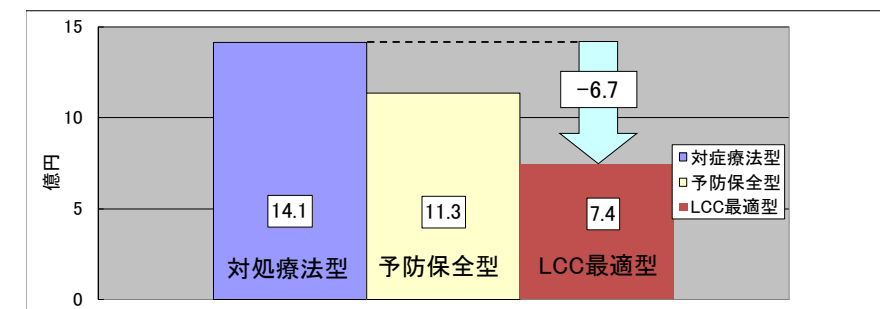 15
10
5
0
億円
-6.7
14.1
11.3
7.4
対処療法型
予防保全型
LCC最適型
対症療法型
予防保全型
LCC最適型